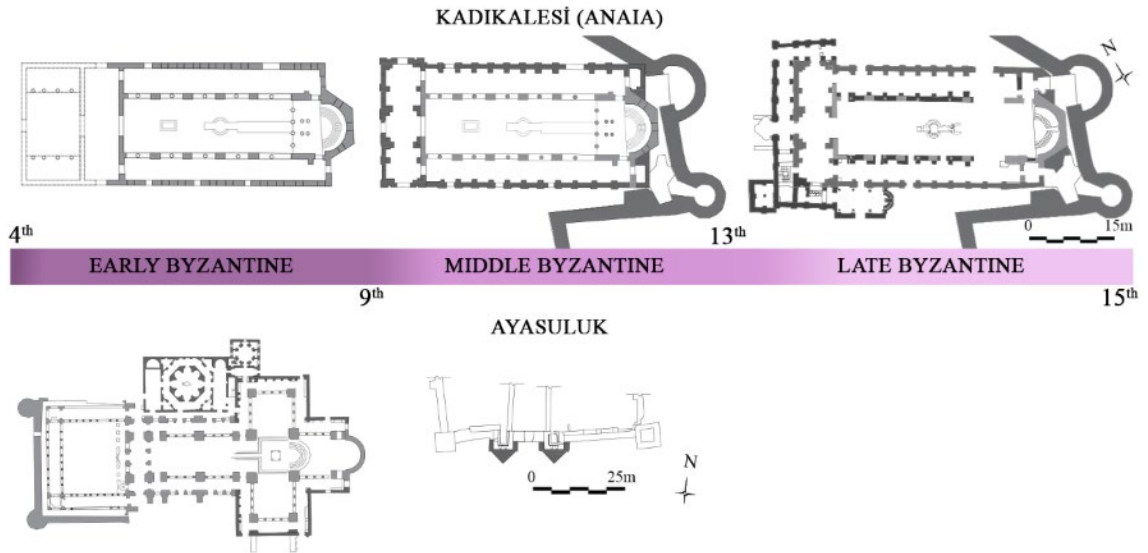 KADIKALESİ (ANAIA)
N
0 15m
4th 13th
EARLY BYZANTINE MIDDLE BYZANTINE LATE BYZANTINE
9th 15th
AYASULUK
N
0 25m